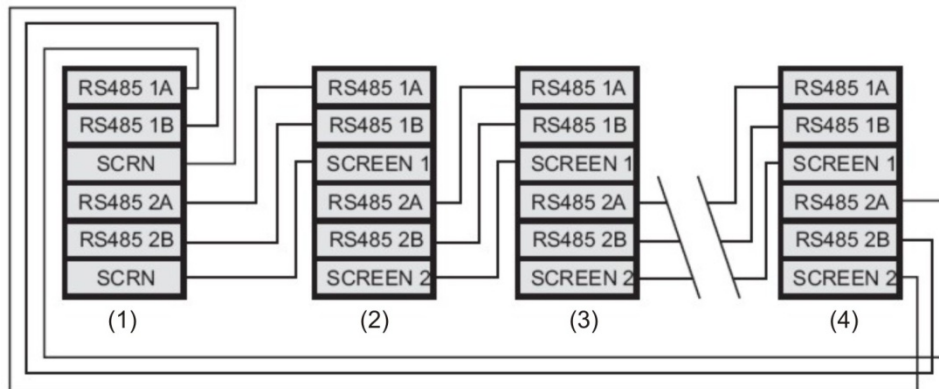 RS485 1A
RS485 1B
SCRN
RS485 2A
RS485 2B
SCRN
(1)
RS485 1A
RS485 1B
SCREEN 1
RS485 2A
RS485 2B
SCREEN 2
(2)
RS485 1A
RS485 1B
SCREEN 1
RS485 2A
RS485 2B
SCREEN 2
(3)
RS485 1A
RS485 1B
SCREEN 1
RS485 2A
RS485 2B
SCREEN 2
(4)